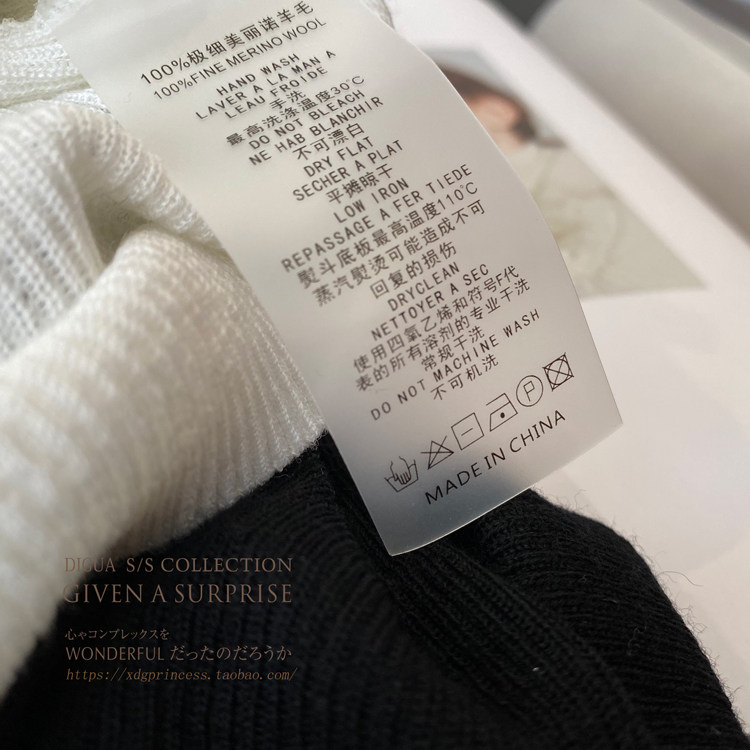 100%极细美丽诺羊毛
100%FINE MERINO WOOL
HAND WASH
LAVER A LA MAN A
LEAU FROIDE
手洗
最高洗涤温度30℃
DO NOT BLEACH
NE HAB BLANCHIR
不可漂白
DRY FLAT
SECHER A PLAT
平摊晾干
LOW IRON
REPASSAGE A FER TIEDE
熨斗底板最高温度110℃
蒸汽熨烫可能造成不可
回复的损伤
DRYCLEAN
NETTOYER A SEC
使用四氧乙烯和符号F代
表的所有溶剂的专业干洗
常规干洗
DO NOT MACHINE WASH
不可机洗
P
MADE IN CHINA
DIGUA S/S COLLECTION
GIVEN A SURPRISE
心ゃコンプレックスを
WONDERFUL だったのだろうか
https://xdgprincess.taobao.com/